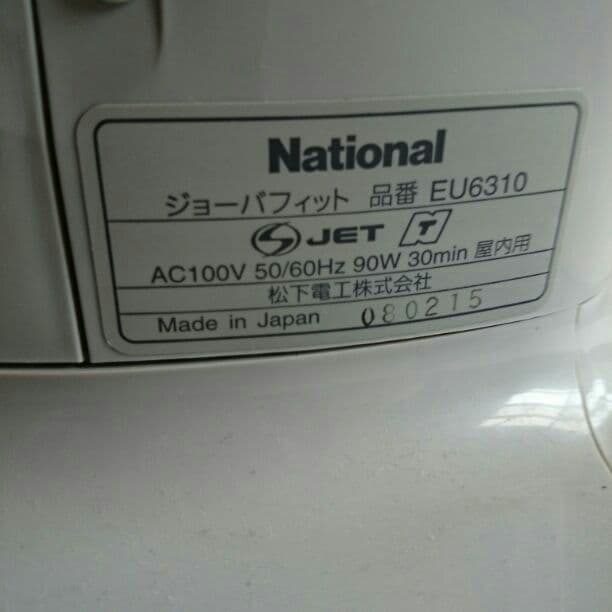 National
ジョーバフィット 品番 EU6310
S JET N T
AC100V 50/60Hz 90W 30min 屋内用
松下電工株式会社
Made in Japan 080215